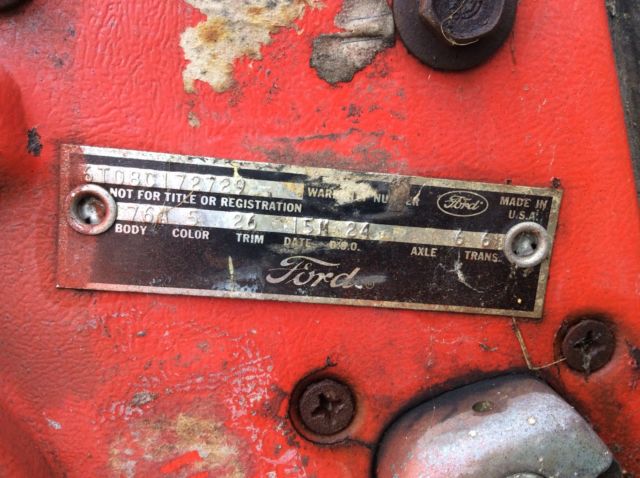 6T08C172729
WARRANTY NUMBER
Ford
MADE IN
U.S.A.
NOT FOR TITLE OR REGISTRATION
76A 5 26 15M 24 6 6
BODY COLOR TRIM DATE D.S.O. AXLE TRANS.
Ford